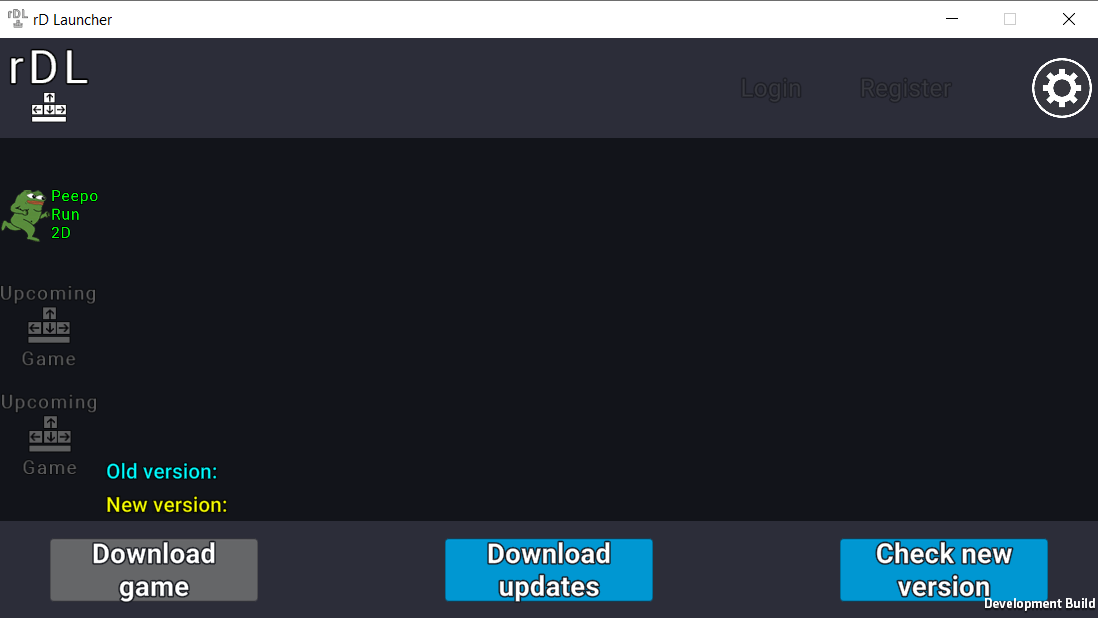 rDL rD Launcher
rDL
Login Register
Peepo
Run
2D
Upcoming
Game
Upcoming
Game
Old version:
New version:
Download
game
Download
updates
Check new
version
Development Build